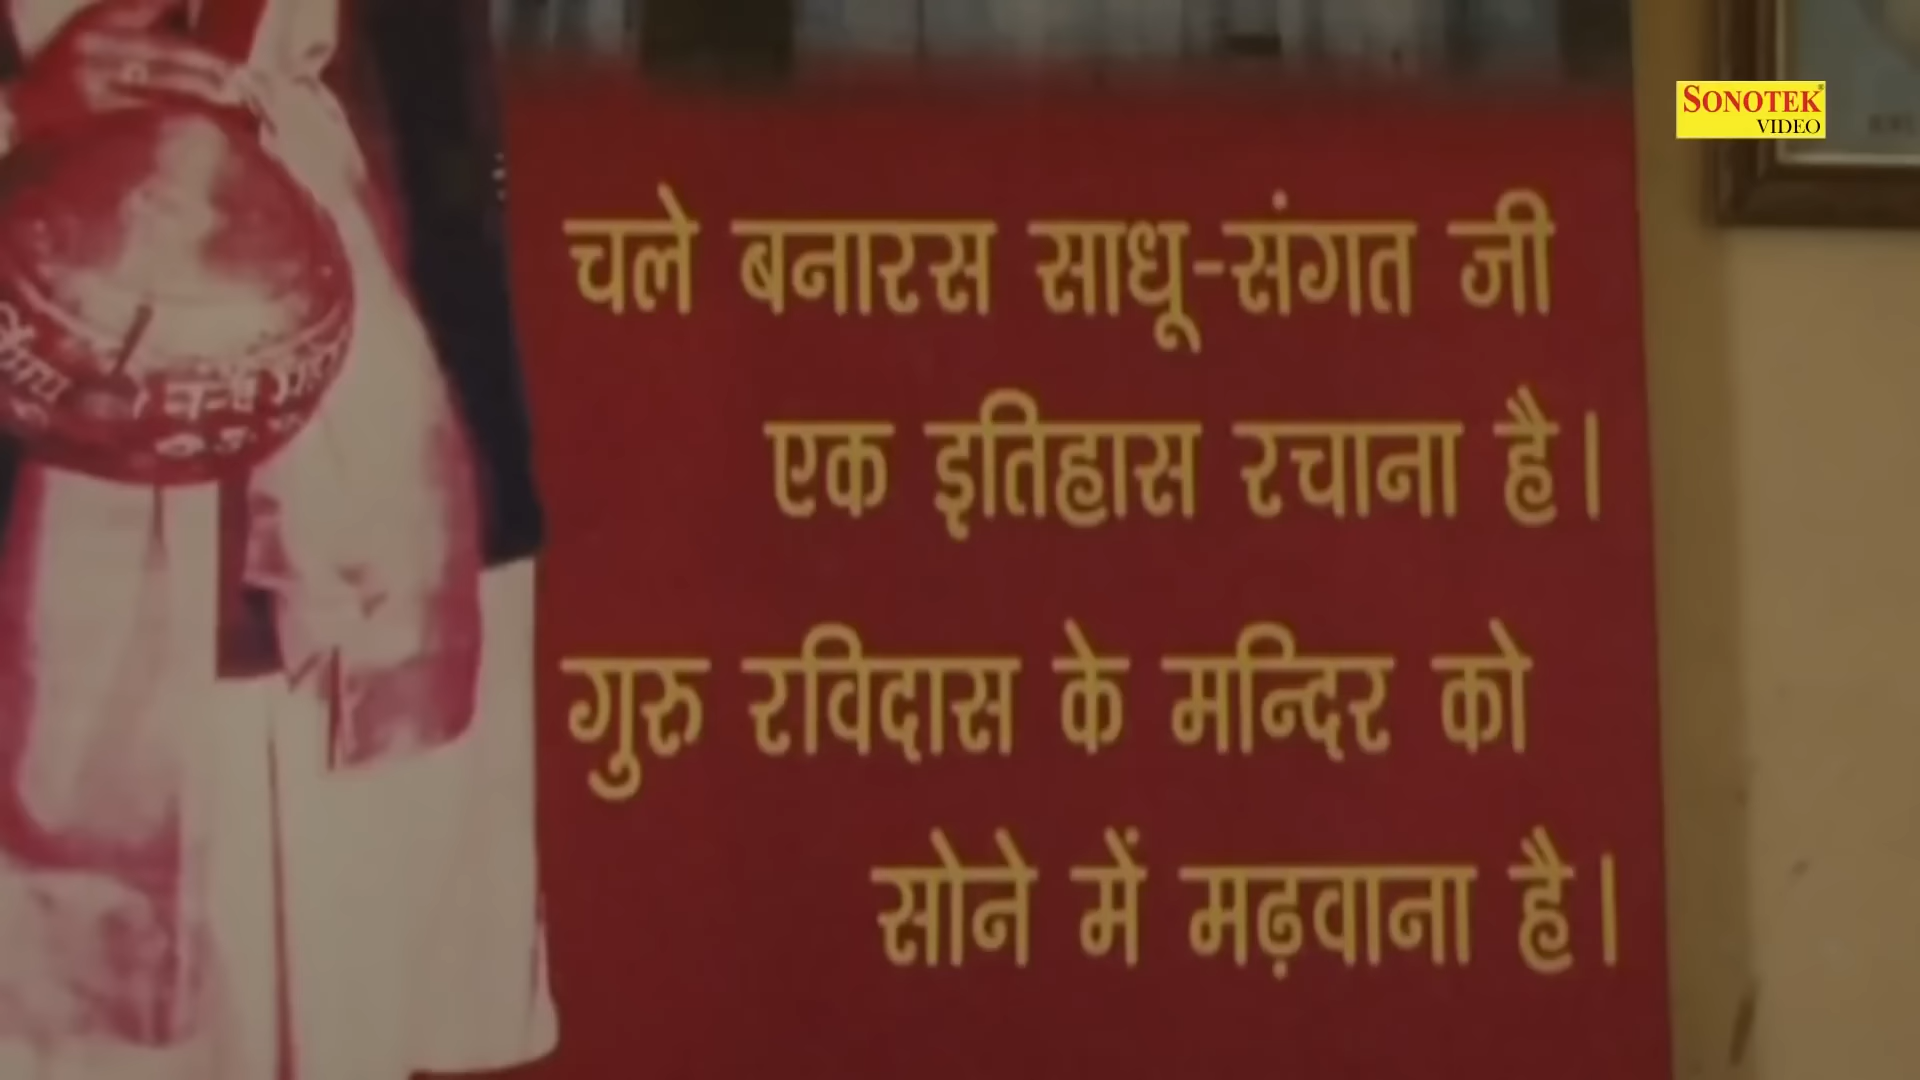 SONOTEK
VIDEO
चले बनारस साधू-संगत जी
एक इतिहास रचाना है।
गुरु रविदास के मन्दिर को
सोने में मढ़वाना है।